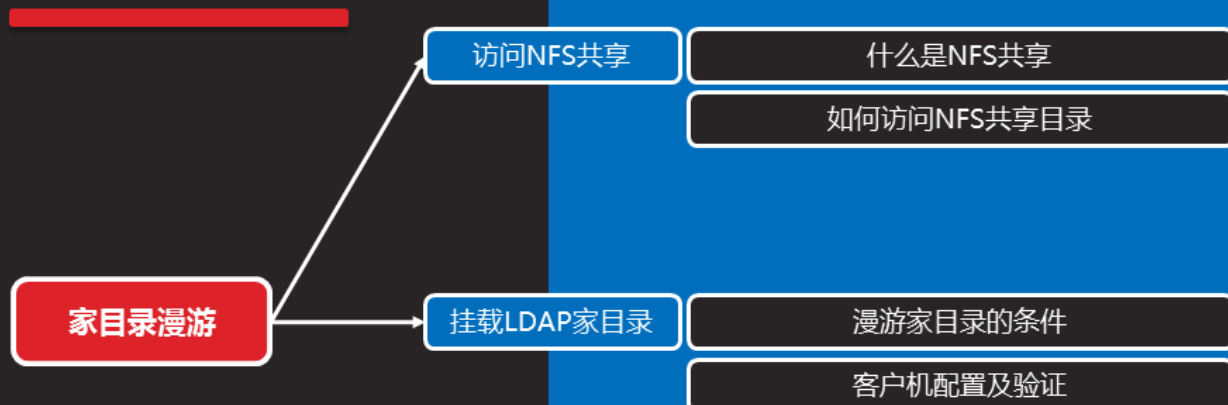 访问NFS共享
什么是NFS共享
如何访问NFS共享目录
家目录漫游
挂载LDAP家目录
漫游家目录的条件
客户机配置及验证